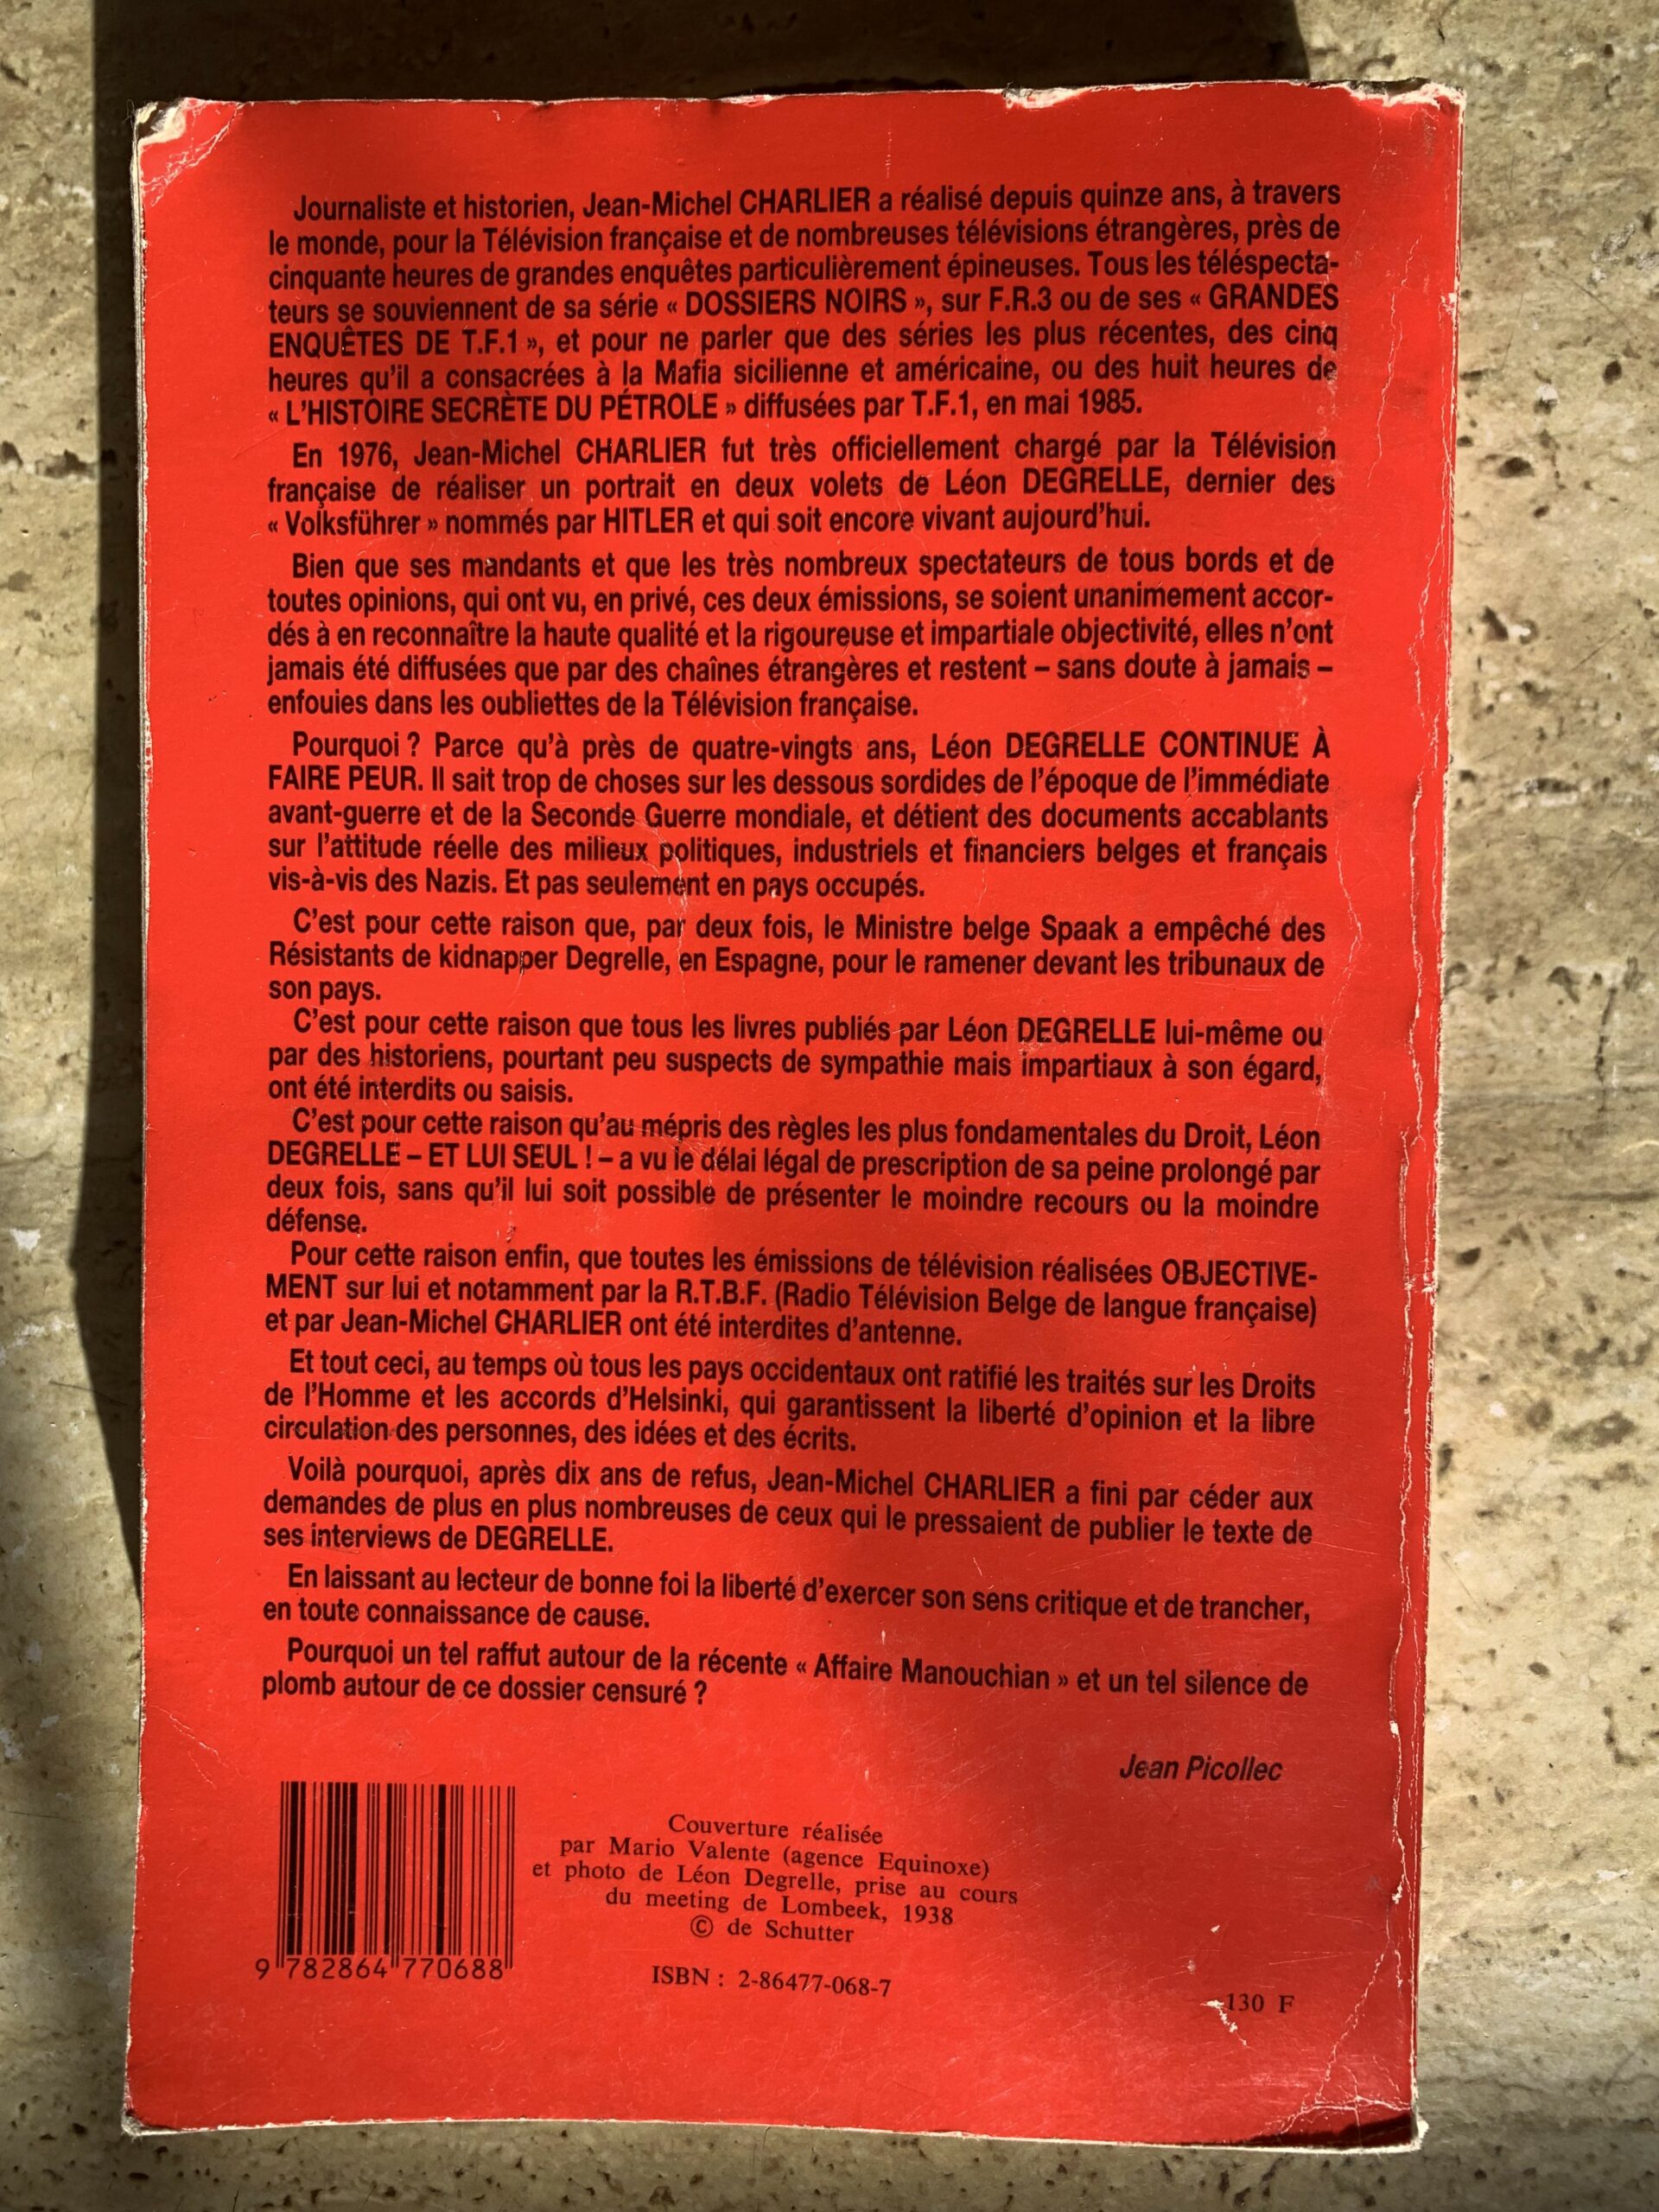 Journaliste et historien, Jean-Michel CHARLIER a réalisé depuis quinze ans, à travers
le monde, pour la Télévision française et de nombreuses télévisions étrangères, près de
cinquante heures de grandes enquêtes particulièrement épineuses. Tous les téléspecta-
teurs se souviennent de sa série « DOSSIERS NOIRS », sur F.R.3 ou de ses « GRANDES
ENQUÊTES DE T.F.1 », et pour ne parler que des séries les plus récentes, des cinq
heures qu'il a consacrées à la Mafia sicilienne et américaine, ou des huit heures de
« L'HISTOIRE SECRÈTE DU PÉTROLE » diffusées par T.F.1, en mai 1985.
En 1976, Jean-Michel CHARLIER fut très officiellement chargé par la Télévision
française de réaliser un portrait en deux volets de Léon DEGRELLE, dernier des
« Volksführer » nommés par HITLER et qui soit encore vivant aujourd'hui.
Bien que ses mandants et que les très nombreux spectateurs de tous bords et de
toutes opinions, qui ont vu, en privé, ces deux émissions, se soient unanimement accor-
dés à en reconnaître la haute qualité et la rigoureuse et impartiale objectivité, elles n'ont
jamais été diffusées que par des chaînes étrangères et restent – sans doute à jamais –
enfouies dans les oubliettes de la Télévision française.
Pourquoi ? Parce qu'à près de quatre-vingts ans, Léon DEGRELLE CONTINUE À
FAIRE PEUR. Il sait trop de choses sur les dessous sordides de l'époque de l'immédiate
avant-guerre et de la Seconde Guerre mondiale, et détient des documents accablants
sur l'attitude réelle des milieux politiques, industriels et financiers belges et français
vis-à-vis des Nazis. Et pas seulement en pays occupés.
C'est pour cette raison que, par deux fois, le Ministre belge Spaak a empêché des
Résistants de kidnapper Degrelle, en Espagne, pour le ramener devant les tribunaux de
son pays.
C'est pour cette raison que tous les livres publiés par Léon DEGRELLE lui-même ou
par des historiens, pourtant peu suspects de sympathie mais impartiaux à son égard,
ont été interdits ou saisis.
C'est pour cette raison qu'au mépris des règles les plus fondamentales du Droit, Léon
DEGRELLE – ET LUI SEUL ! – a vu le délai légal de prescription de sa peine prolongé par
deux fois, sans qu'il lui soit possible de présenter le moindre recours ou la moindre
défense.
Pour cette raison enfin, que toutes les émissions de télévision réalisées OBJECTIVE-
MENT sur lui et notamment par la R.T.B.F. (Radio Télévision Belge de langue française)
et par Jean-Michel CHARLIER ont été interdites d'antenne.
Et tout ceci, au temps où tous les pays occidentaux ont ratifié les traités sur les Droits
de l'Homme et les accords d'Helsinki, qui garantissent la liberté d'opinion et la libre
circulation des personnes, des idées et des écrits.
Voilà pourquoi, après dix ans de refus, Jean-Michel CHARLIER a fini par céder aux
demandes de plus en plus nombreuses de ceux qui le pressaient de publier le texte de
ses interviews de DEGRELLE.
En laissant au lecteur de bonne foi la liberté d'exercer son sens critique et de trancher,
en toute connaissance de cause.
Pourquoi un tel raffut autour de la récente « Affaire Manouchian » et un tel silence de
plomb autour de ce dossier censuré ?
Jean Picollec
Couverture réalisée
par Mario Valente (agence Equinoxe)
et photo de Léon Degrelle, prise au cours
du meeting de Lombeek, 1938
© de Schutter
9 782864 770688
ISBN : 2-86477-068-7
130 F